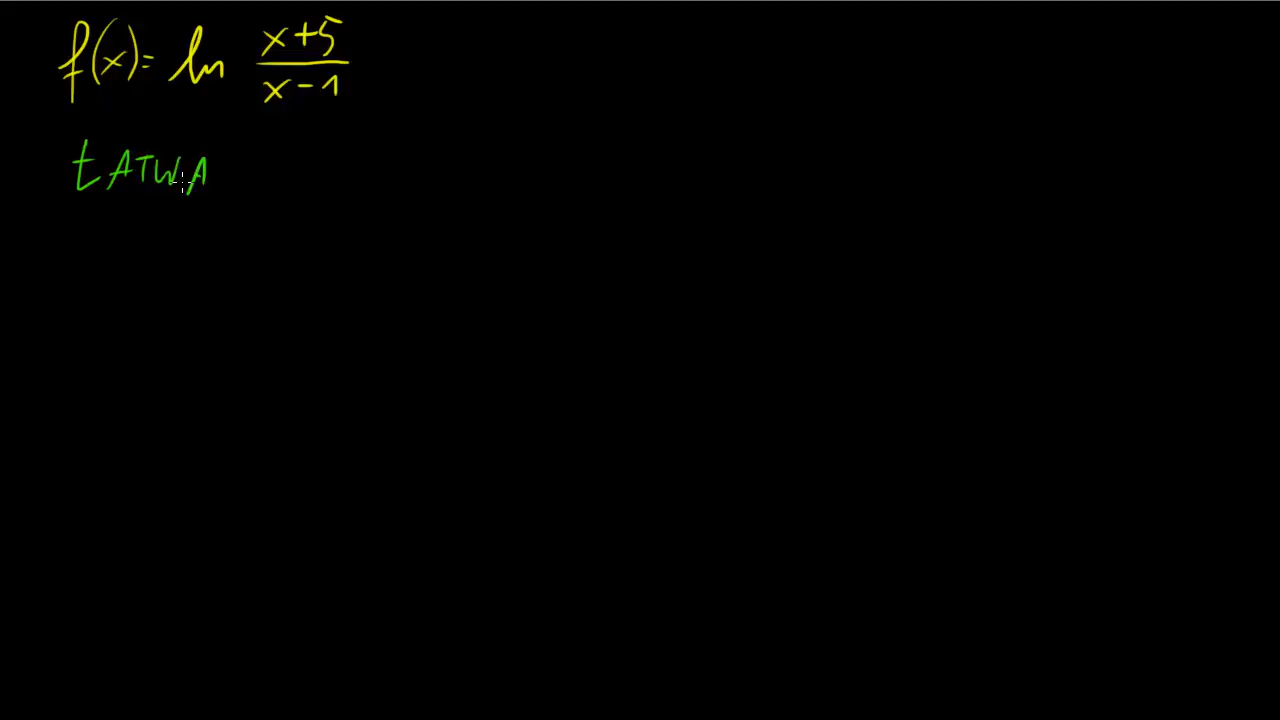 f(x) = ln (x+5)/(x-1)
ŁATWA